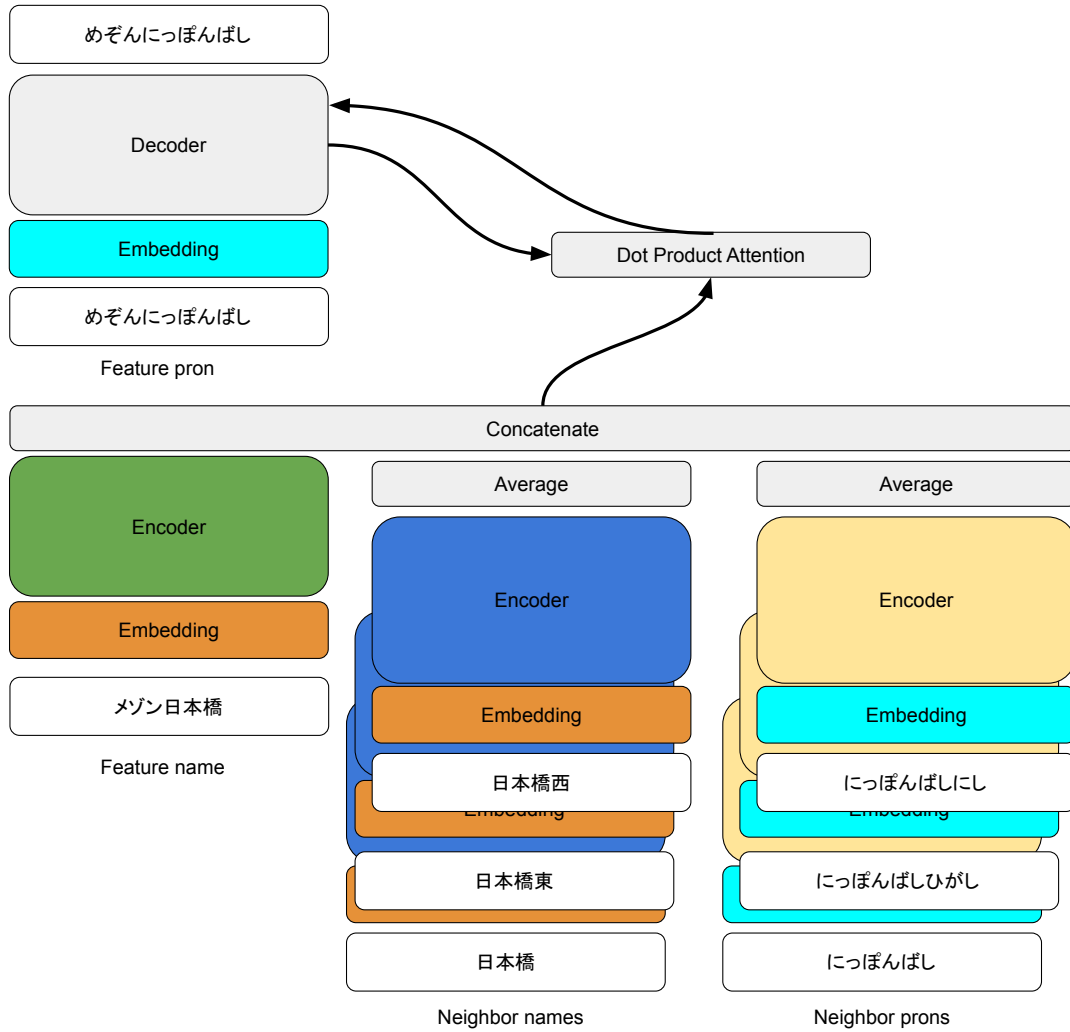 めぞんにっぽんばし
Decoder
Embedding
めぞんにっぽんばし
Feature pron
Dot Product Attention
Concatenate
Encoder
Embedding
メゾン日本橋
Feature name
Average
Encoder
Embedding
日本橋西
Embedding
日本橋東
日本橋
Neighbor names
Average
Encoder
Embedding
にっぽんばしにし
Embedding
にっぽんばしひがし
にっぽんばし
Neighbor prons